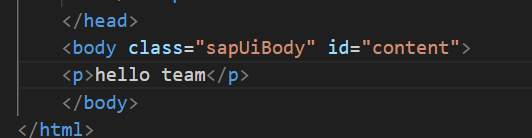 </head>
<body class="sapUiBody" id="content">
<p>hello team</p>
</body>
</html>